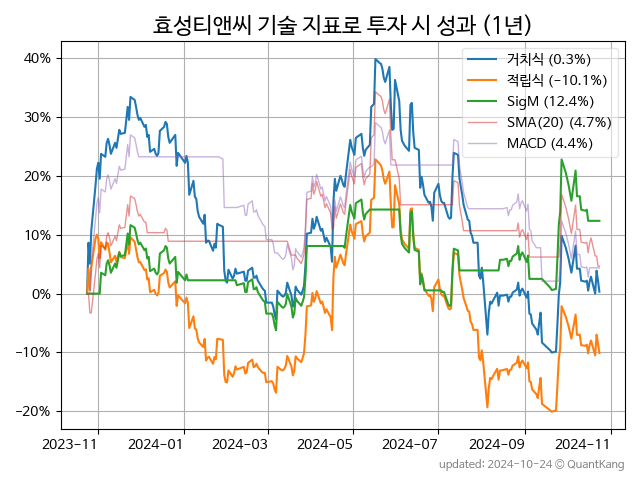 효성티앤씨 기술 지표로 투자 시 성과 (1년)
40%
30%
20%
10%
0%
−10%
−20%
거치식 (0.3%)
적립식 (−10.1%)
SigM (12.4%)
SMA(20) (4.7%)
MACD (4.4%)
2023-11
2024-01
2024-03
2024-05
2024-07
2024-09
2024-11
updated: 2024-10-24 © QuantKang